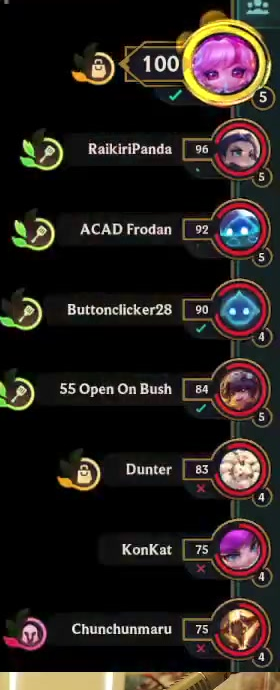 100
5
RaikiriPanda 96
5
ACAD Frodan 92
5
Buttonclicker28 90
4
55 Open On Bush 84
5
Dunter 83
4
KonKat 75
4
Chunchunmaru 75
4